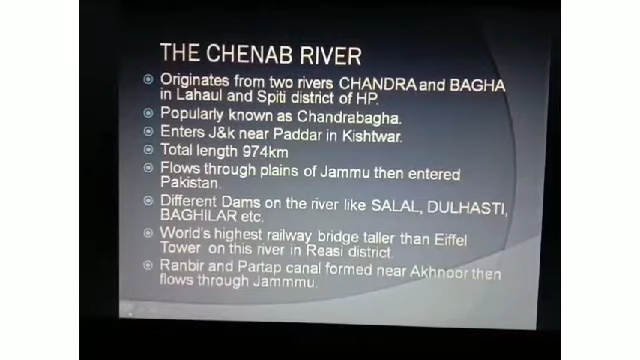 THE CHENAB RIVER
Originates from two rivers CHANDRA and BAGHA
in Lahaul and Spiti district of HP.
Popularly known as Chandrabagha.
Enters J&k near Paddar in Kishtwar.
Total length 974km
Flows through plains of Jammu then entered
Pakistan.
Different Dams on the river like SALAL, DULHASTI,
BAGHILAR etc.
World's highest railway bridge taller than Eiffel
Tower on this river in Reasi district.
Ranbir and Partap canal formed near Akhnoor then
flows through Jammmu.